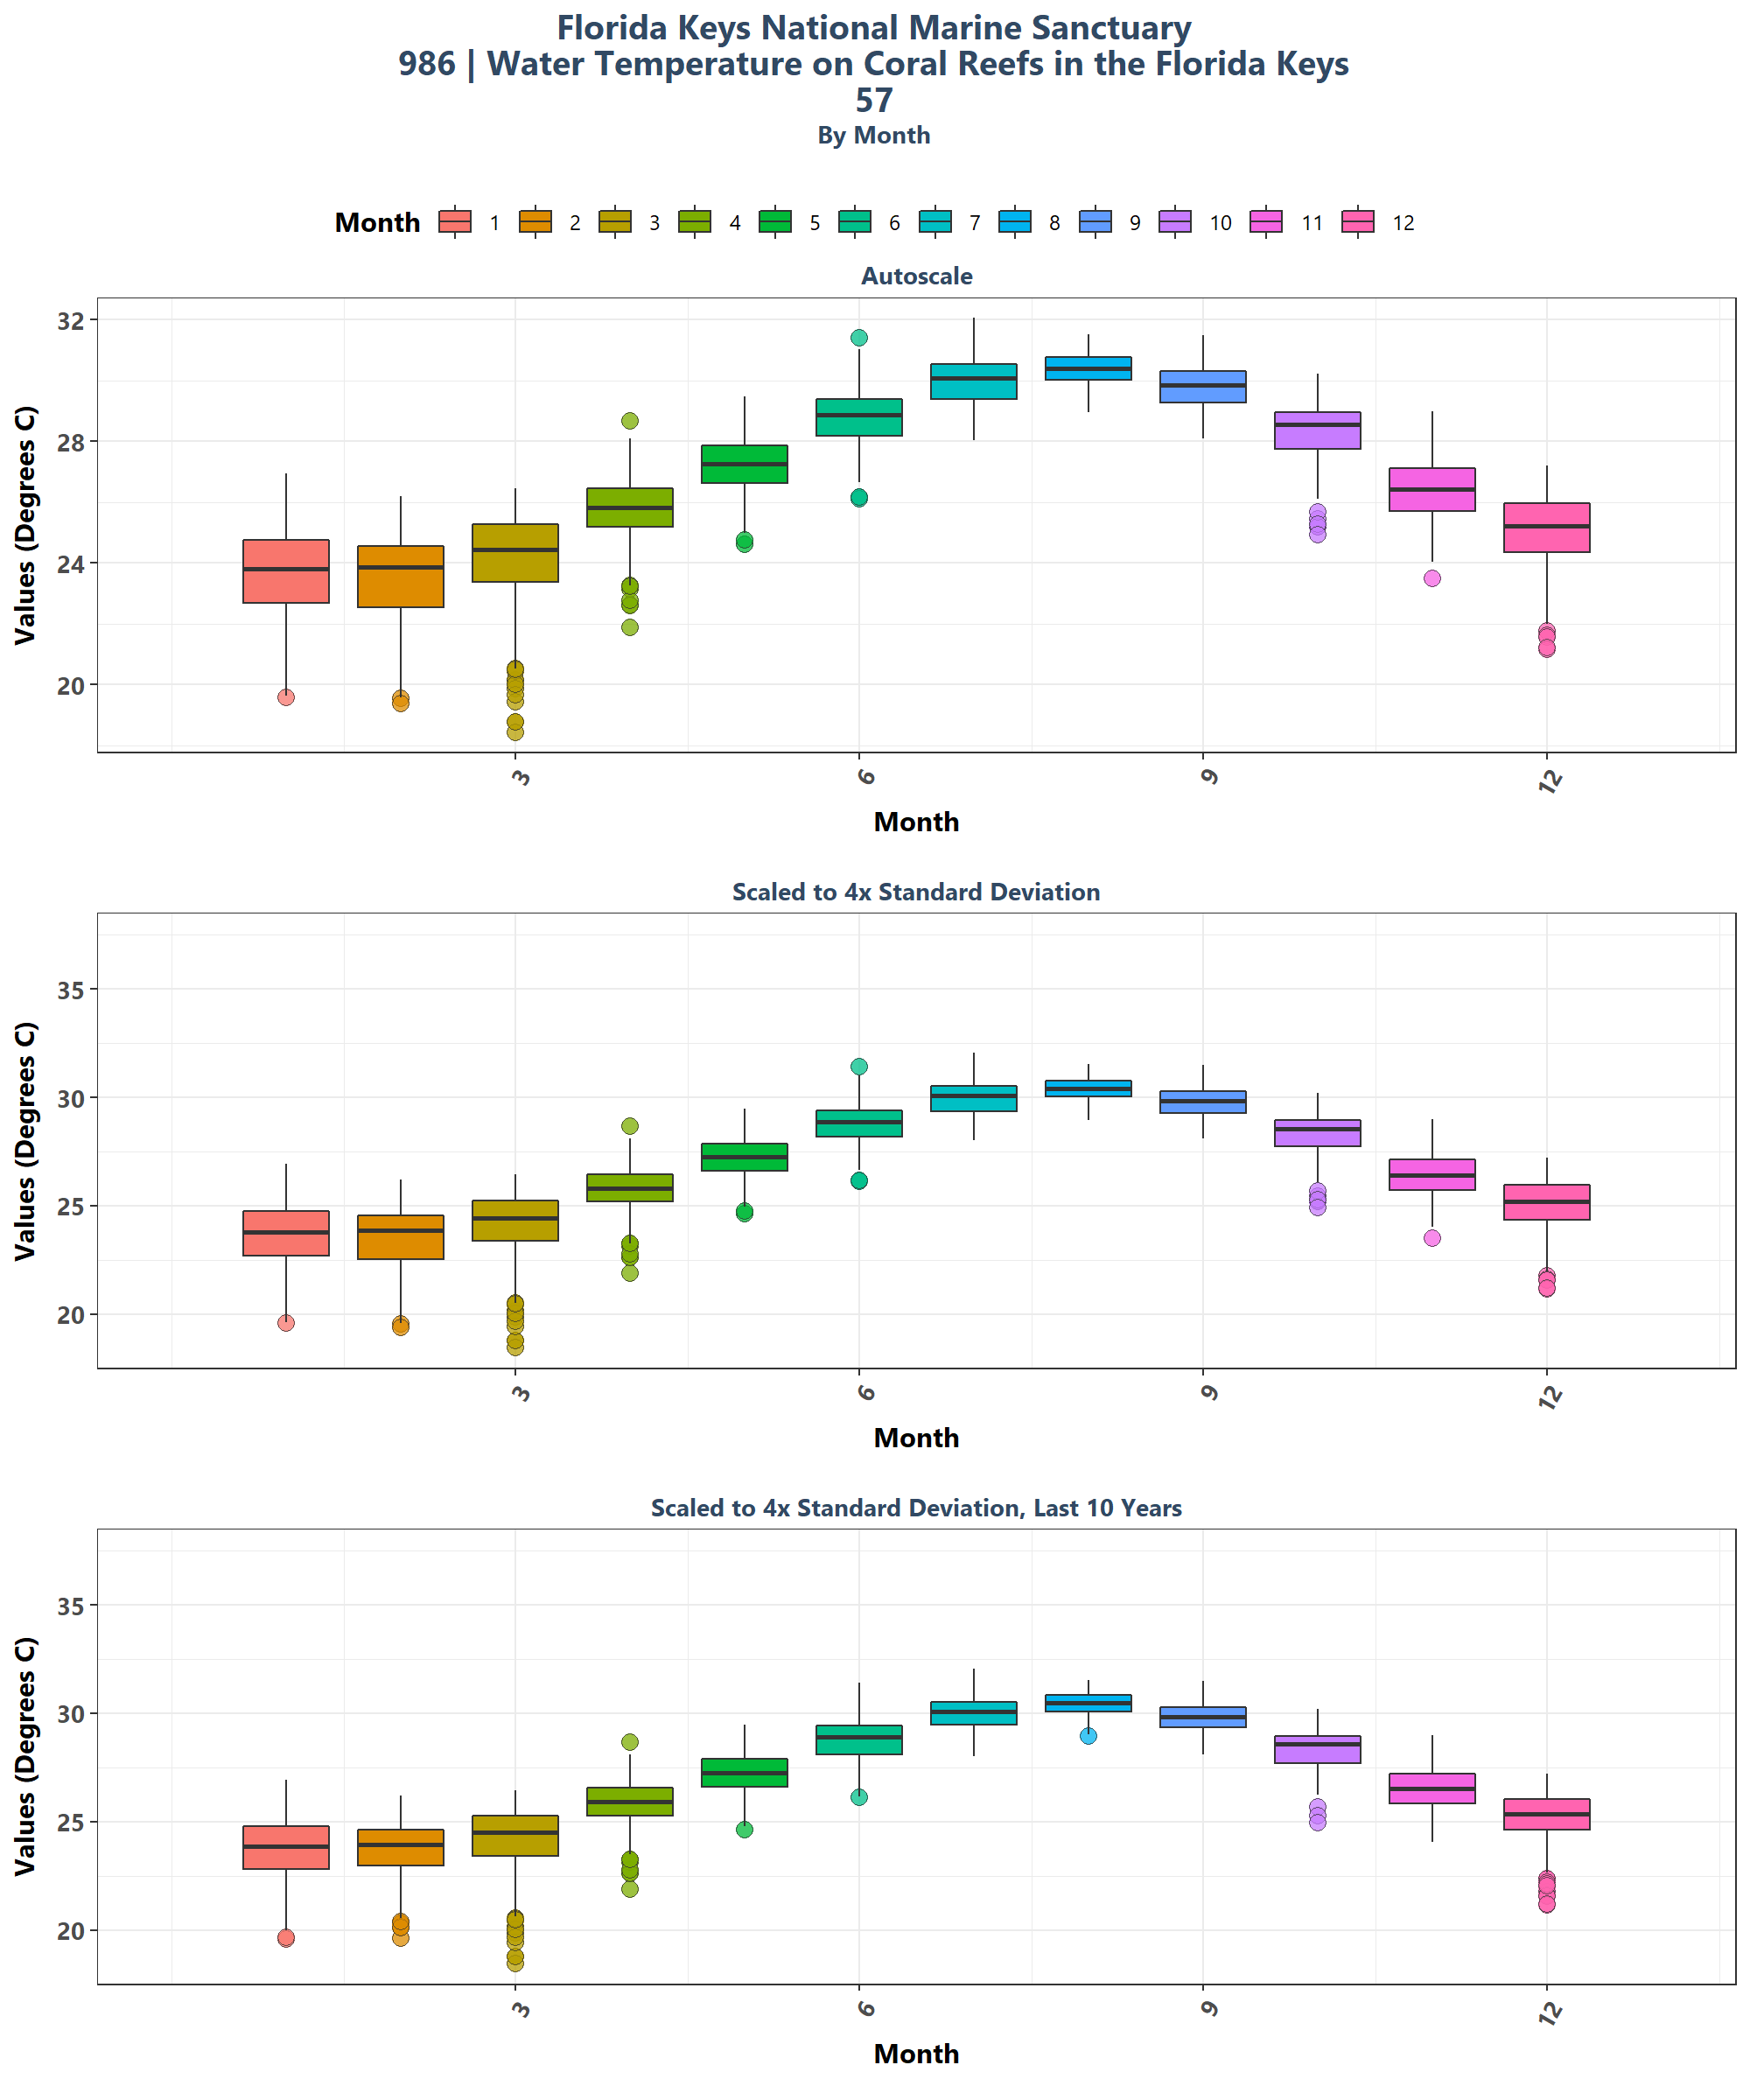 Florida Keys National Marine Sanctuary
986 | Water Temperature on Coral Reefs in the Florida Keys
57
By Month
Month 1 2 3 4 5 6 7 8 9 10 11 12
Autoscale
Values (Degrees C)
32
28
24
20
3 6 9 12
Month
Scaled to 4x Standard Deviation
Values (Degrees C)
35
30
25
20
3 6 9 12
Month
Scaled to 4x Standard Deviation, Last 10 Years
Values (Degrees C)
35
30
25
20
3 6 9 12
Month